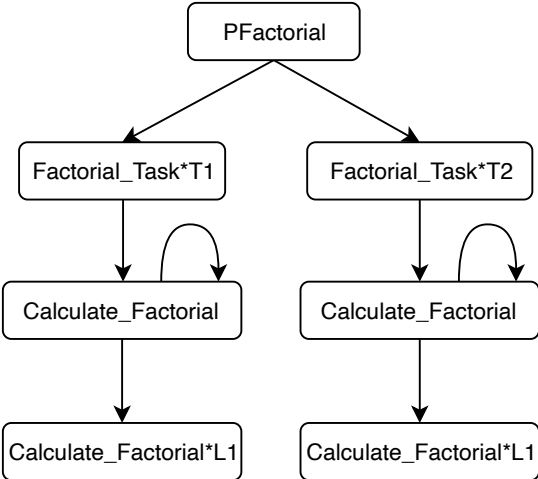 PFactorial
Factorial_Task*T1
Factorial_Task*T2
Calculate_Factorial
Calculate_Factorial
Calculate_Factorial*L1
Calculate_Factorial*L1